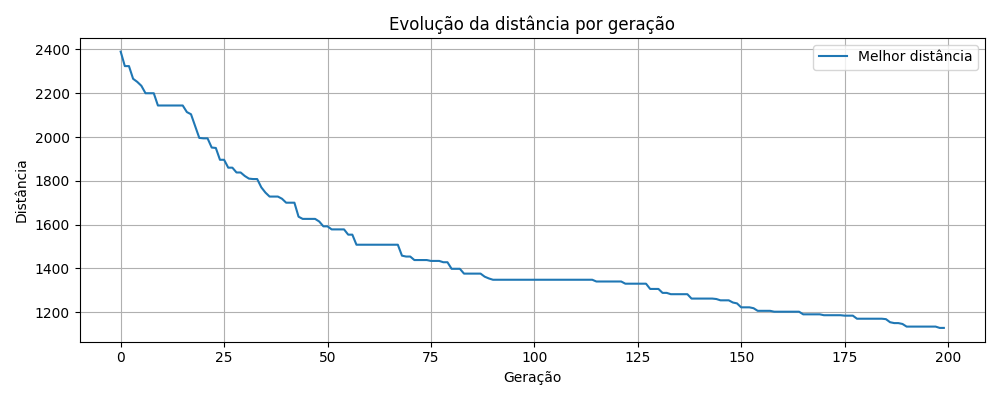 Evolução da distância por geração
Melhor distância
Distância
2400
2200
2000
1800
1600
1400
1200
0 25 50 75 100 125 150 175 200
Geração